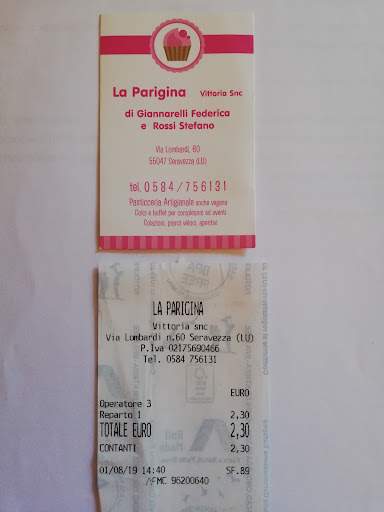 La Parigina Vittoria Snc
di Giannarelli Federica
e Rossi Stefano
Via Lombardi, 60
55047 Seravezza (LU)
tel. 0584/756131
Pasticceria Artigianale anche vegana
Dolci e buffet per compleanni ed eventi
Colazioni, pranzi veloci, aperitivi
BPA
FREE
LA PARIGINA
Vittoria snc
Via Lombardi n.60 Seravezza (LU)
P.Iva 02175690466
Tel. 0584 756131
EURO
Operatore 3
Reparto 1 2,30
TOTALE EURO 2,30
CONTANTI 2,30
01/08/19 14:40 SF.89
MC 96200640